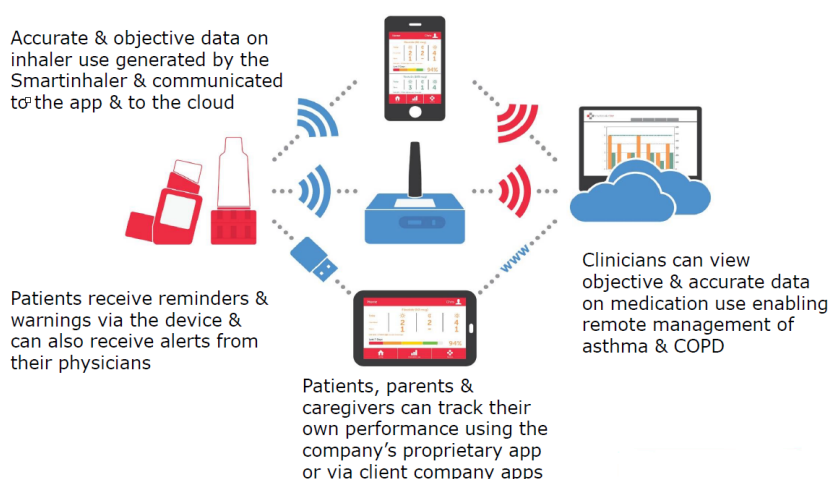 Accurate & objective data on
inhaler use generated by the
Smartinhaler & communicated
to the app & to the cloud
Patients receive reminders &
warnings via the device &
can also receive alerts from
their physicians
94%
www
94%
Patients, parents &
caregivers can track their
own performance using the
company’s proprietary app
or via client company apps
Clinicians can view
objective & accurate data
on medication use enabling
remote management of
asthma & COPD